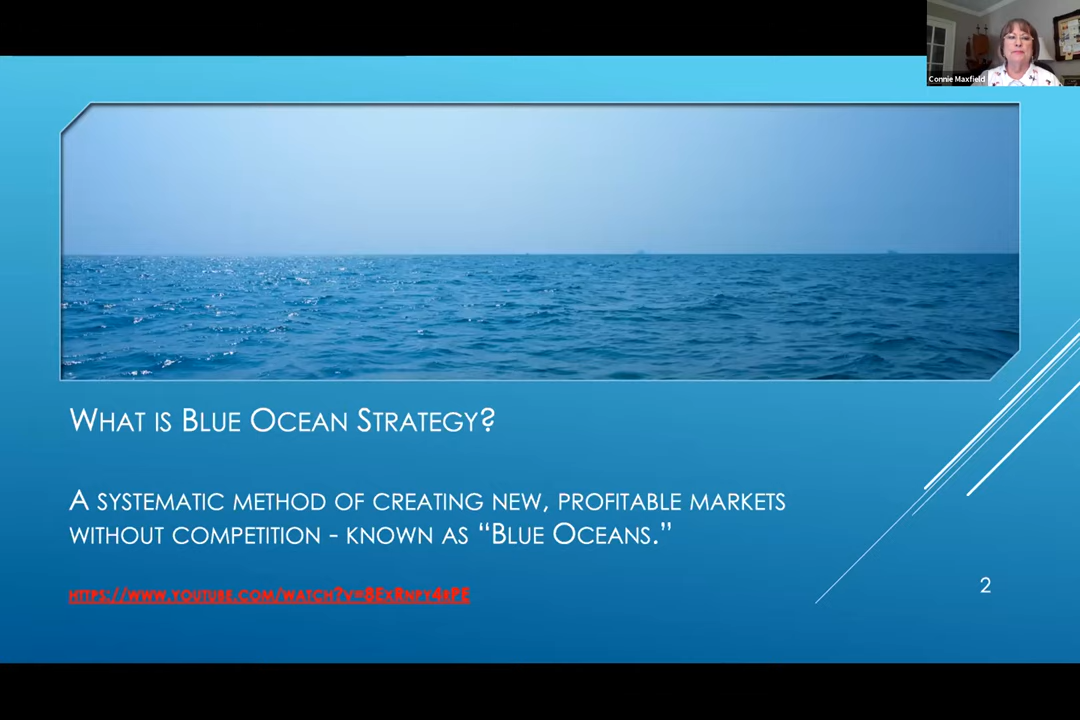 Connie Maxfield
What is Blue Ocean Strategy?
A systematic method of creating new, profitable markets
without competition - known as “Blue Oceans.”
2